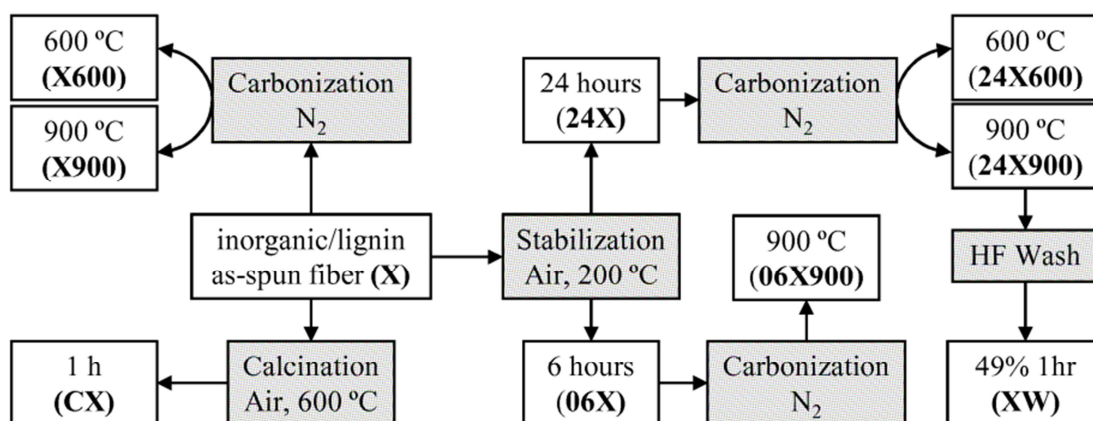 600 ºC
(X600)
900 ºC
(X900)
Carbonization
N2
24 hours
(24X)
Carbonization
N2
600 ºC
(24X600)
900 ºC
(24X900)
inorganic/lignin
as-spun fiber (X)
Stabilization
Air, 200 ºC
900 ºC
(06X900)
HF Wash
1 h
(CX)
Calcination
Air, 600 ºC
6 hours
(06X)
Carbonization
N2
49% 1hr
(XW)